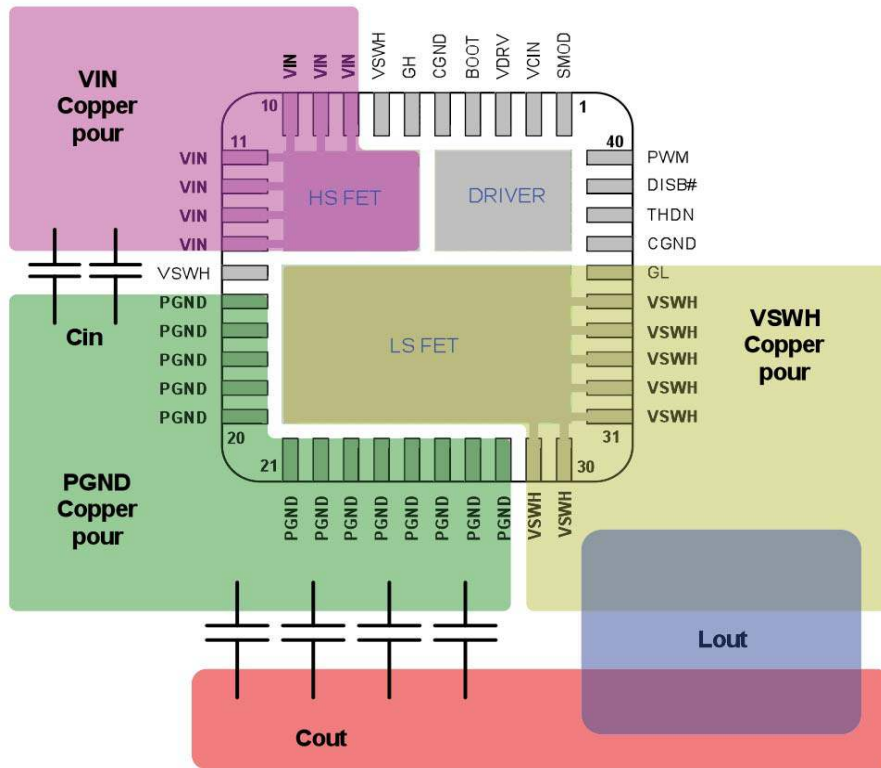 VIN
Copper
pour
VIN
VIN
VIN
VSWH
GH
CGND
BOOT
VDRV
VCIN
SMOD
10
1
11
40
VIN
VIN
VIN
VIN
VSWH
HS FET
DRIVER
PWM
DISB#
THDN
CGND
GL
PGND
PGND
PGND
PGND
PGND
Cin
LS FET
VSWH
VSWH
VSWH
VSWH
VSWH
VSWH
Copper
pour
20
21
31
30
PGND
Copper
pour
PGND
PGND
PGND
PGND
PGND
PGND
PGND
PGND
VSWH
VSWH
Lout
Cout